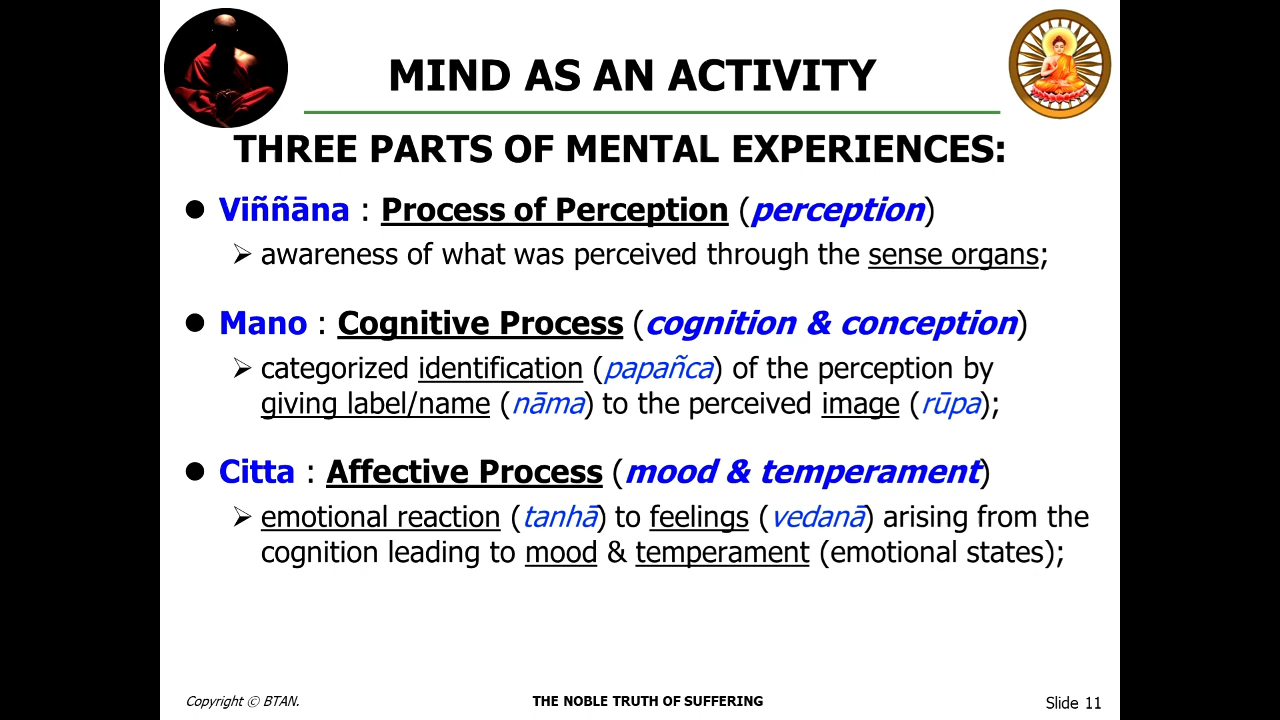 MIND AS AN ACTIVITY
THREE PARTS OF MENTAL EXPERIENCES:
● Viññāna : Process of Perception (perception)
➢ awareness of what was perceived through the sense organs;
● Mano : Cognitive Process (cognition & conception)
➢ categorized identification (papañca) of the perception by
giving label/name (nāma) to the perceived image (rūpa);
● Citta : Affective Process (mood & temperament)
➢ emotional reaction (tanhā) to feelings (vedanā) arising from the
cognition leading to mood & temperament (emotional states);
Copyright © BTAN.
THE NOBLE TRUTH OF SUFFERING
Slide 11